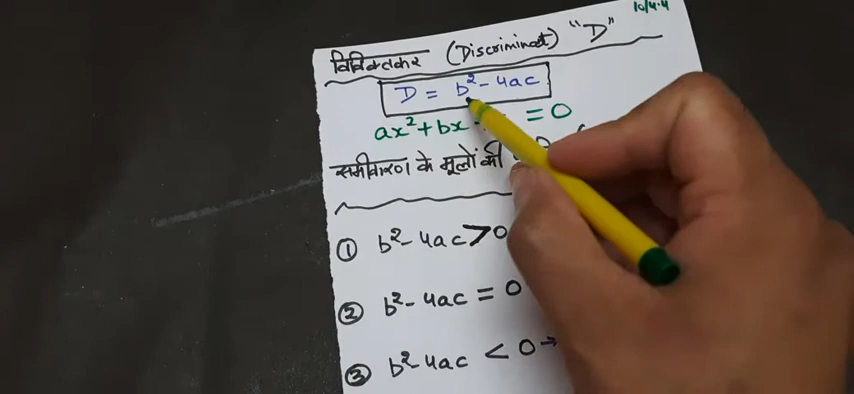 10/4.4
विविक्तकर (Discriminant) "D"
D = b²-4ac
ax²+bx = 0
समीकरण के मूलों की
① b²-4ac>0
② b²-4ac = 0
③ b²-4ac < 0→